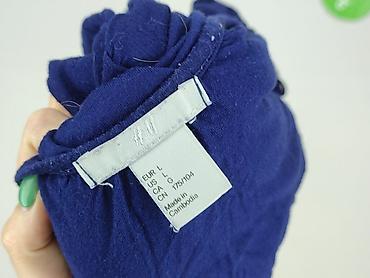 H&M
EUR L
US L
CA G
CN 175/104
Made in
Cambodia